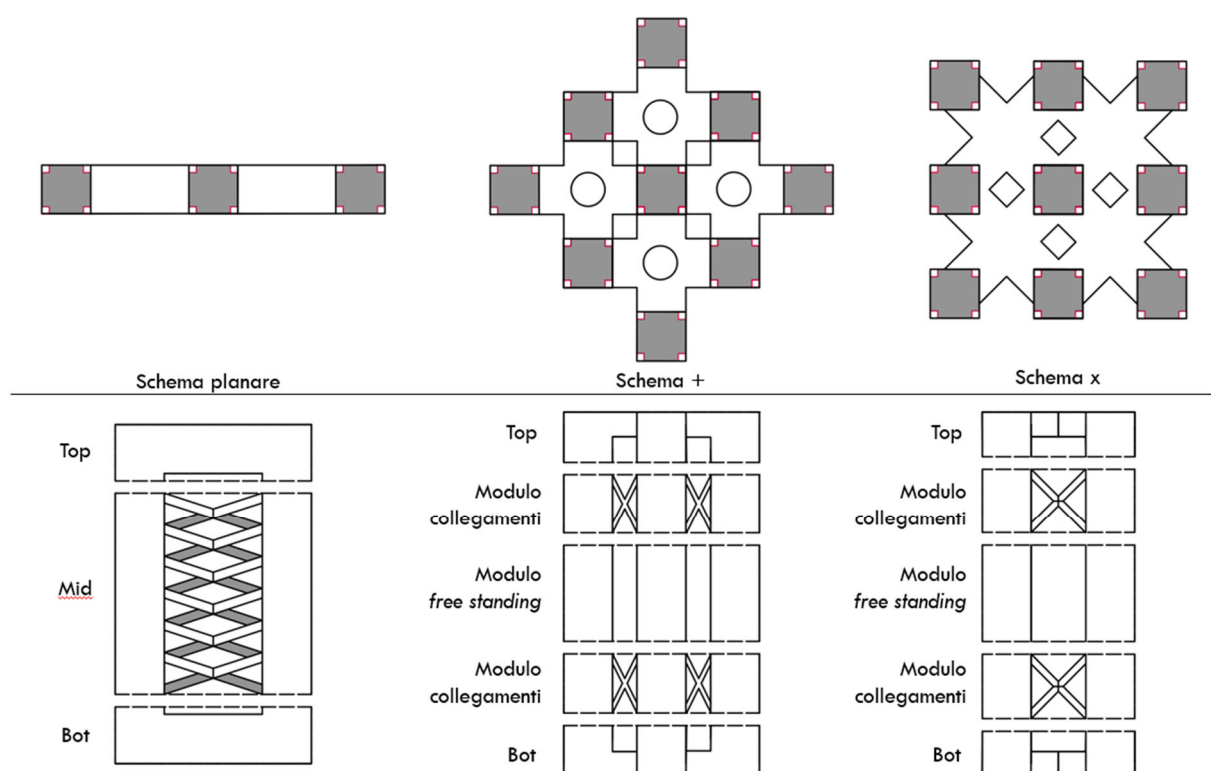 Schema planare
Schema +
Schema x
Top
Mid
Bot
Top
Modulo
collegamenti
Modulo
free standing
Modulo
collegamenti
Bot
Top
Modulo
collegamenti
Modulo
free standing
Modulo
collegamenti
Bot